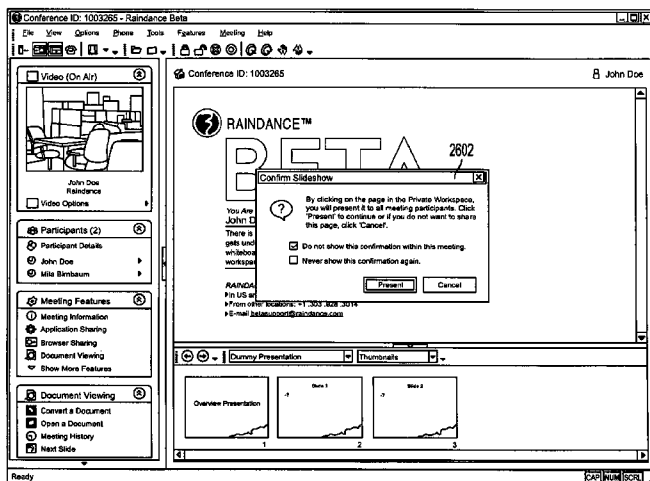 Conference ID: 1003265 - Raindance Beta
File View Options Phone Tools Features Meeting Help
Video (On Air)
John Doe
Raindance
Video Options
Participants (2)
Participant Details
John Doe
Mila Birnbaum
Meeting Features
Meeting Information
Application Sharing
Browser Sharing
Document Viewing
Show More Features
Document Viewing
Convert a Document
Open a Document
Meeting History
Next Slide
Conference ID: 1003265
John Doe
RAINDANCE™
BETA
2602
Confirm Slideshow
By clicking on the page in the Private Workspace,
you will present it to all meeting participants. Click
'Present' to continue or if you do not want to share
this page, click 'Cancel'.
Do not show this confirmation within this meeting.
Never show this confirmation again.
Present
Cancel
You Are
John D
There is
gets und
whiteboa
workspa
RAINDA
In US an
From other locations: +1 .303 .928 .3014
E-mail betasupport@raindance.com
Dummy Presentation
Thumbnails
Overview Presentation
1
Slide 1
-?
2
Slide 2
-?
3
Ready
CAP NUM SCRL